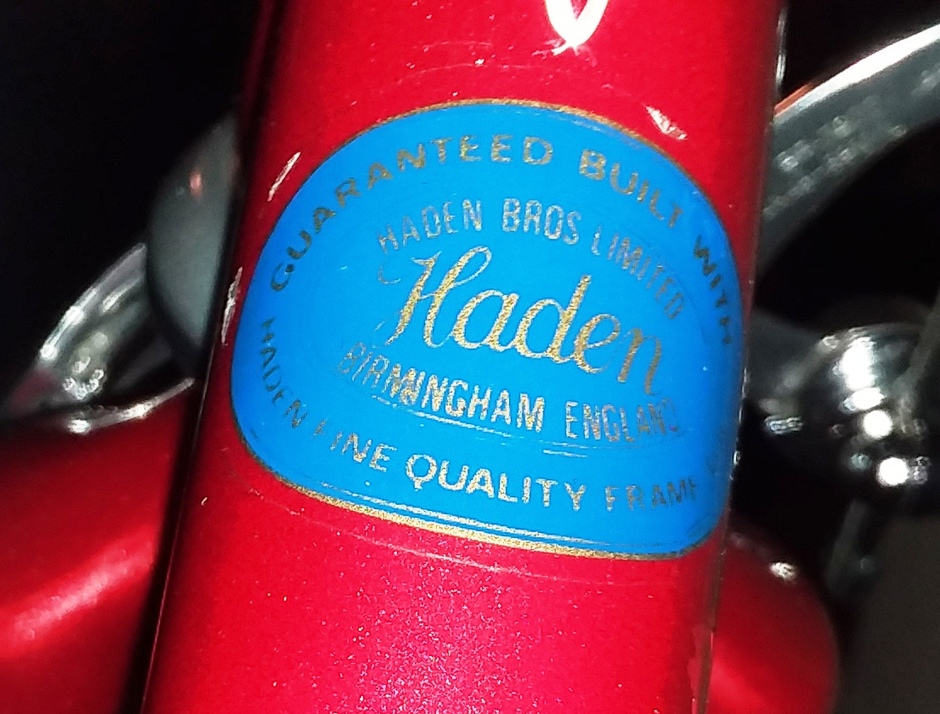 GUARANTEED BUILT WITH
HADEN BROS LIMITED
Haden
BIRMINGHAM ENGLAND
HADEN FINE QUALITY FRAME